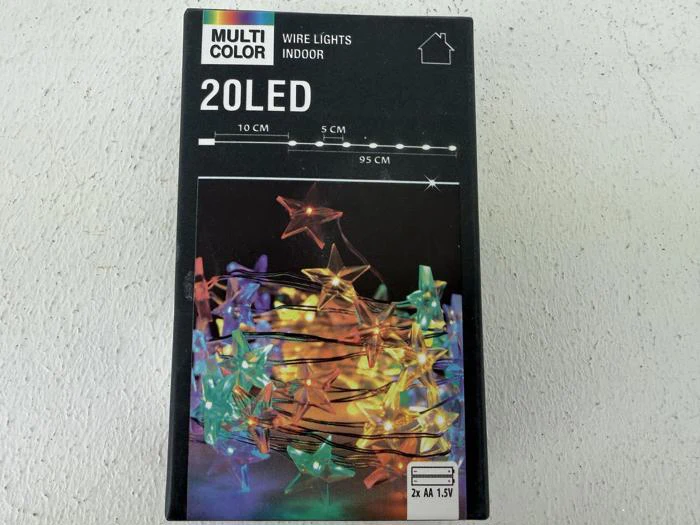 MULTI
COLOR
WIRE LIGHTS
INDOOR
20LED
10 CM
5 CM
95 CM
2x AA 1.5V